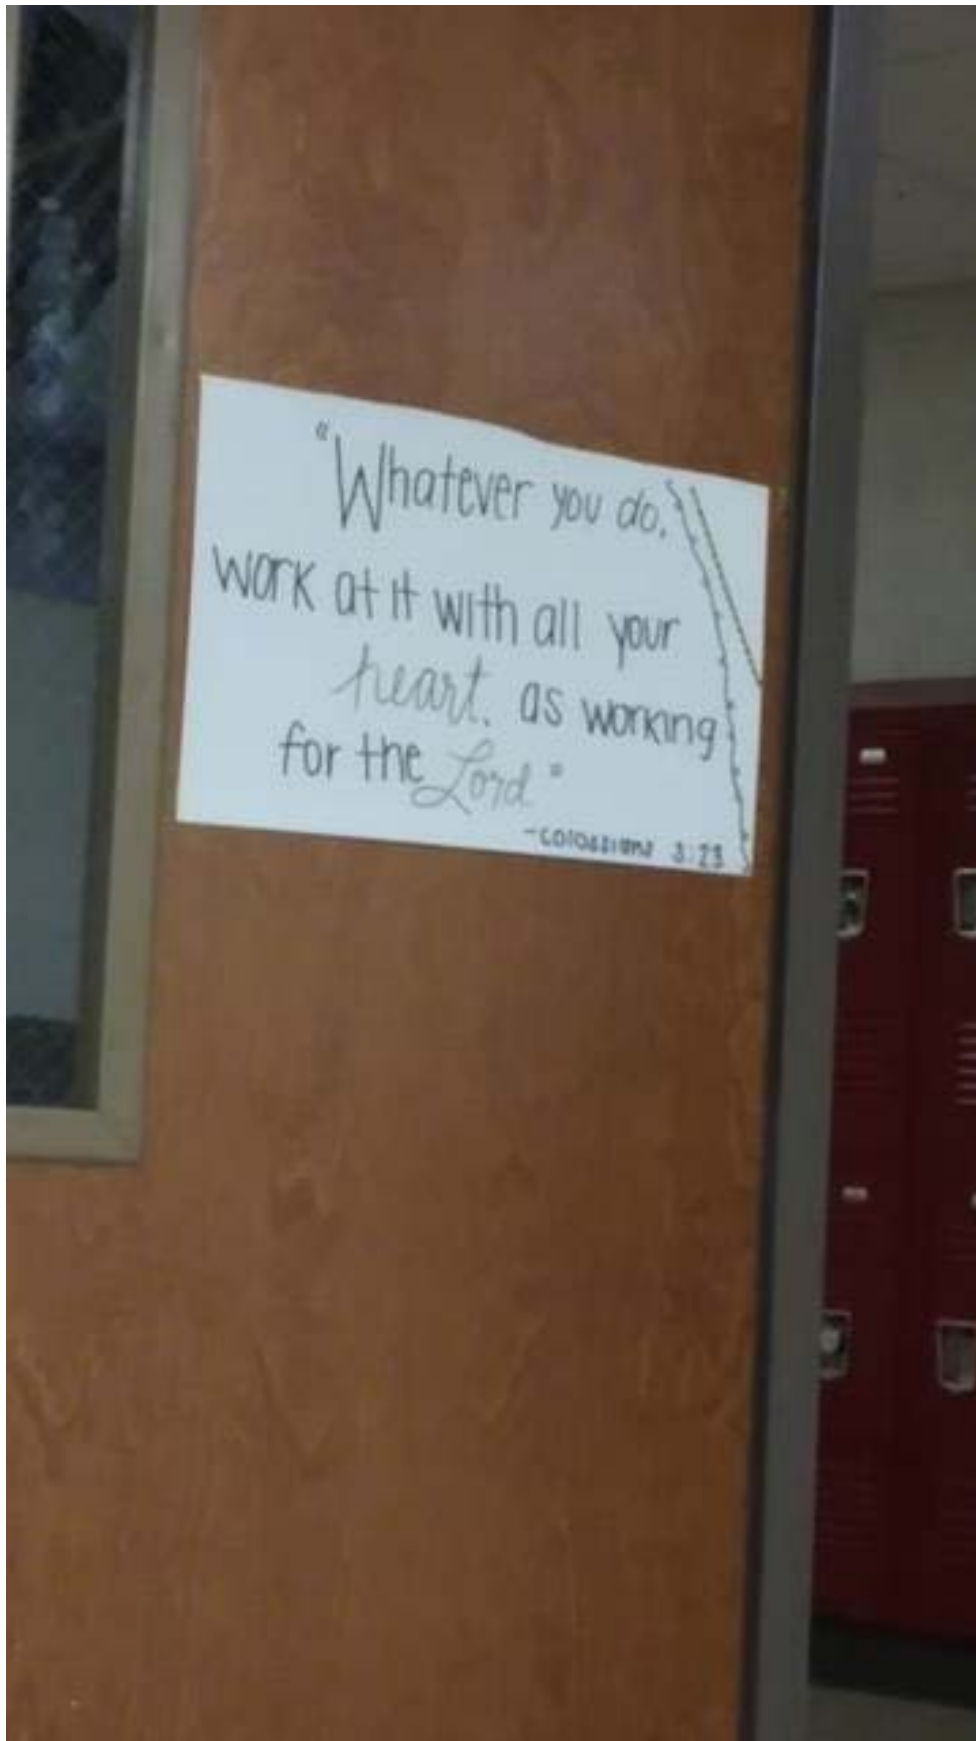 "Whatever you do,
work at it with all your
heart, as working
for the Lord"
-Colossians 3:23